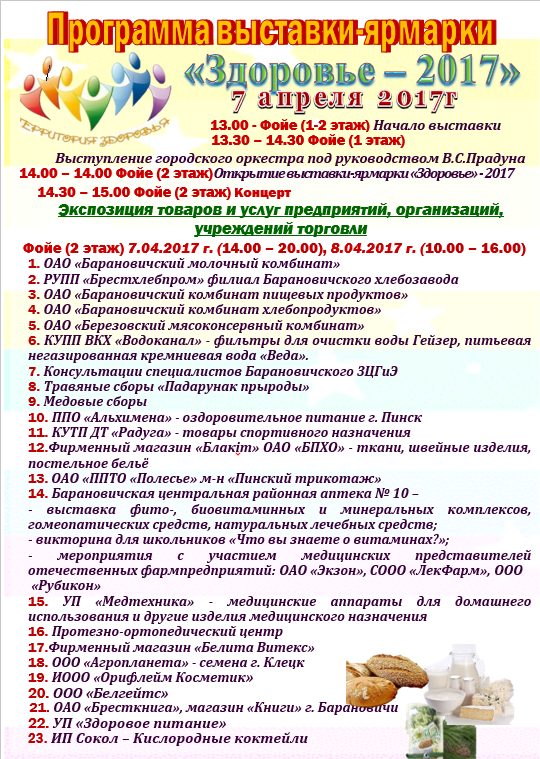 Программа выставки-ярмарки
«Здоровье – 2017»
7 апреля 2017г
ТЕРРИТОРИЯ ЗДОРОВЬЯ
13.00 - Фойе (1-2 этаж) Начало выставки
13.30 – 14.30 Фойе (1 этаж)
Выступление городского оркестра под руководством В.С.Прадуна
14.00 – 14.00 Фойе (2 этаж)Открытие выставки-ярмарки «Здоровье» - 2017
14.30 – 15.00 Фойе (2 этаж) Концерт
Экспозиция товаров и услуг предприятий, организаций,
учреждений торговли
Фойе (2 этаж) 7.04.2017 г. (14.00 – 20.00), 8.04.2017 г. (10.00 – 16.00)
1. ОАО «Барановичский молочный комбинат»
2. РУПП «Брестхлебпром» филиал Барановичского хлебозавода
3. ОАО «Барановичский комбинат пищевых продуктов»
4. ОАО «Барановичский комбинат хлебопродуктов»
5. ОАО «Березовский мясоконсервный комбинат»
6. КУПП ВКХ «Водоканал» - фильтры для очистки воды Гейзер, питьевая
негазированная кремниевая вода «Веда».
7. Консультации специалистов Барановичского ЗЦГиЭ
8. Травяные сборы «Падарунак прыроды»
9. Медовые сборы
10. ППО «Альхимена» - оздоровительное питание г. Пинск
11. КУТП ДТ «Радуга» - товары спортивного назначения
12.Фирменный магазин «Блакіт» ОАО «БПХО» - ткани, швейные изделия,
постельное бельё
13. ОАО «ППТО «Полесье» м-н «Пинский трикотаж»
14. Барановичская центральная районная аптека № 10 –
- выставка фито-, биовитаминных и минеральных комплексов,
гомеопатических средств, натуральных лечебных средств;
- викторина для школьников «Что вы знаете о витаминах?»;
- мероприятия с участием медицинских представителей
отечественных фармпредприятий: ОАО «Экзон», СООО «ЛекФарм», ООО
«Рубикон»
15. УП «Медтехника» - медицинские аппараты для домашнего
использования и другие изделия медицинского назначения
16. Протезно-ортопедический центр
17.Фирменный магазин «Белита Витекс»
18. ООО «Агропланета» - семена г. Клецк
19. ИООО «Орифлейм Косметик»
20. ООО «Белгейтс»
21. ОАО «Бресткнига», магазин «Книги» г. Барановичи
22. УП «Здоровое питание»
23. ИП Сокол – Кислородные коктейли